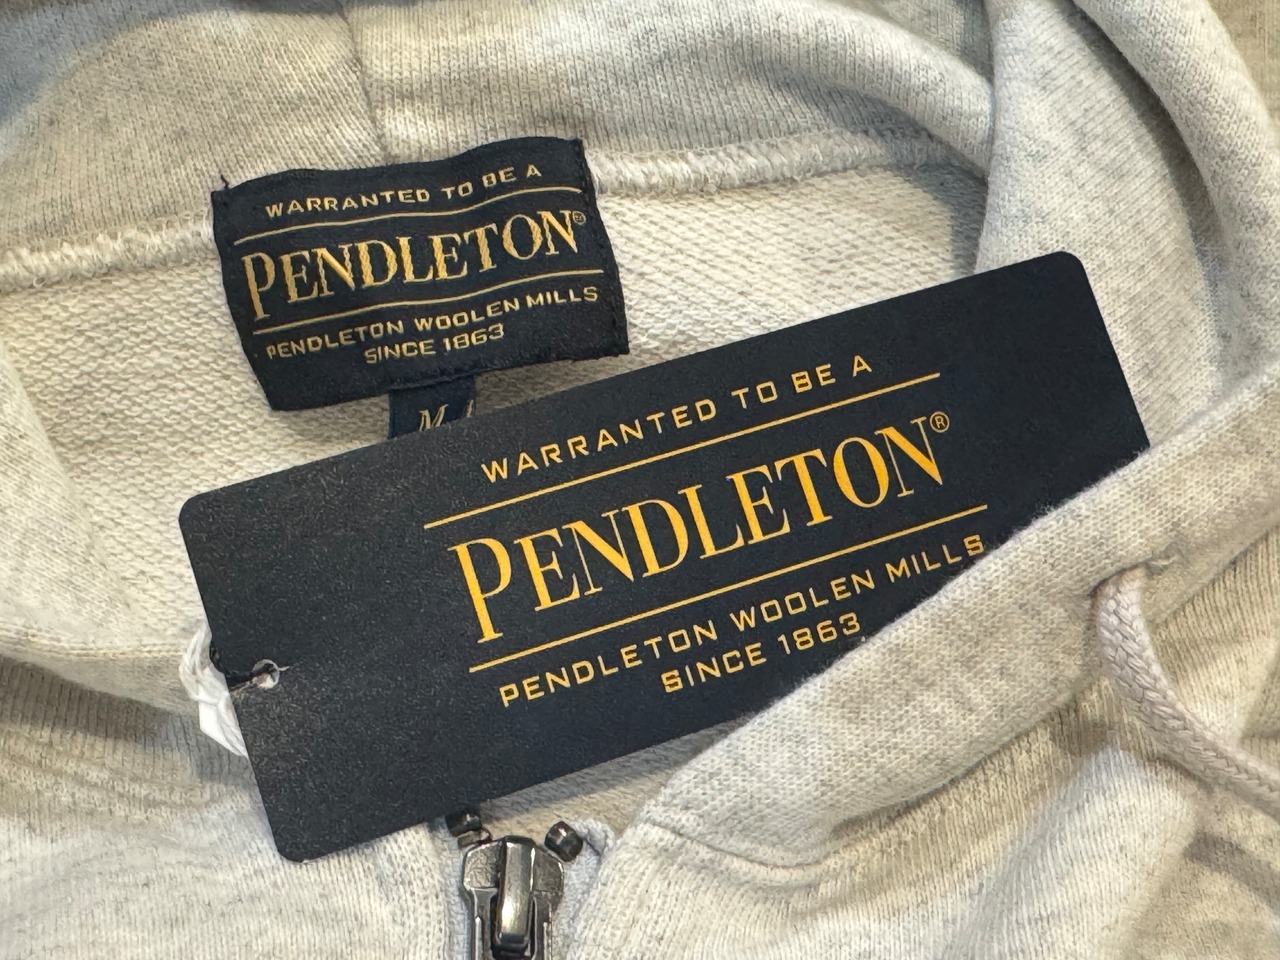 WARRANTED TO BE A
PENDLETON®
PENDLETON WOOLEN MILLS
SINCE 1863
M
WARRANTED TO BE A
PENDLETON®
PENDLETON WOOLEN MILLS
SINCE 1863